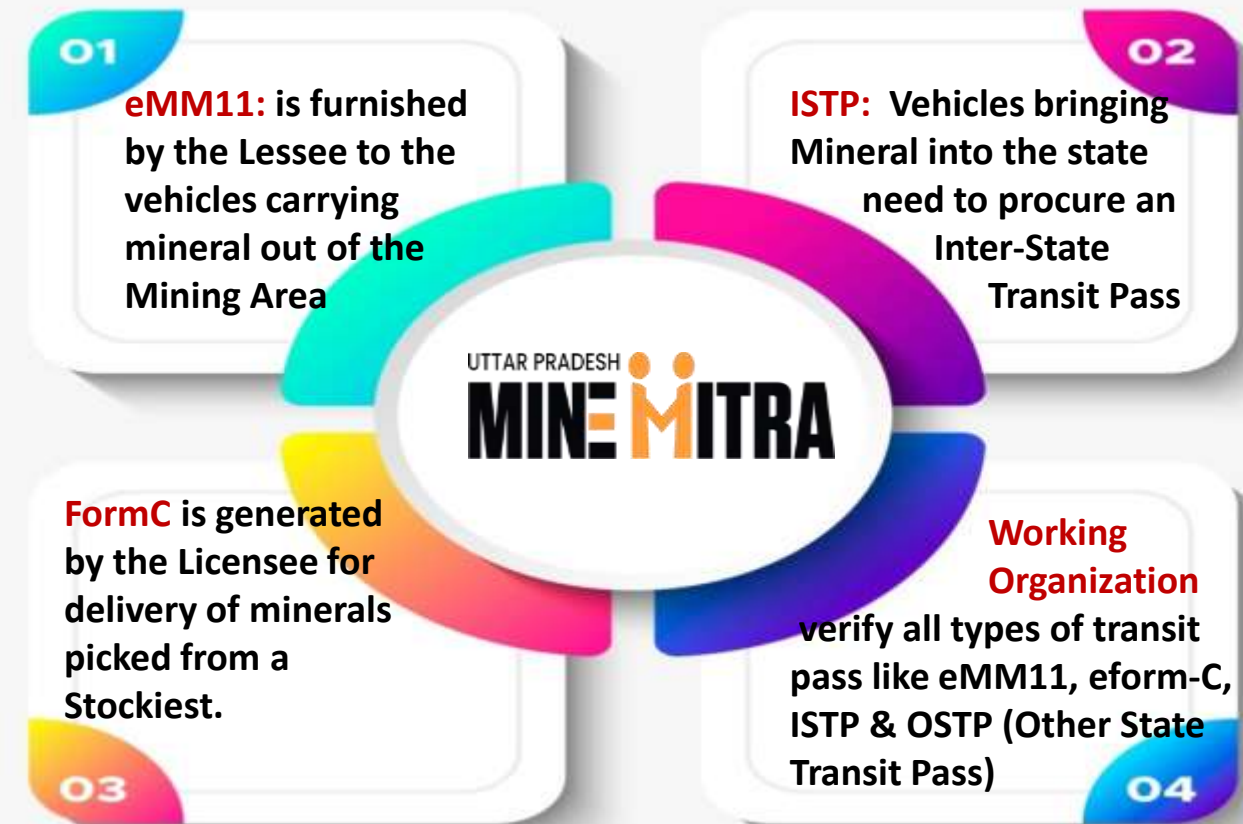 01
eMM11: is furnished
by the Lessee to the
vehicles carrying
mineral out of the
Mining Area
02
ISTP: Vehicles bringing
Mineral into the state
need to procure an
Inter-State
Transit Pass
UTTAR PRADESH
MINE MITRA
FormC is generated
by the Licensee for
delivery of minerals
picked from a
Stockiest.
03
Working
Organization
verify all types of transit
pass like eMM11, eform-C,
ISTP & OSTP (Other State
Transit Pass)
04